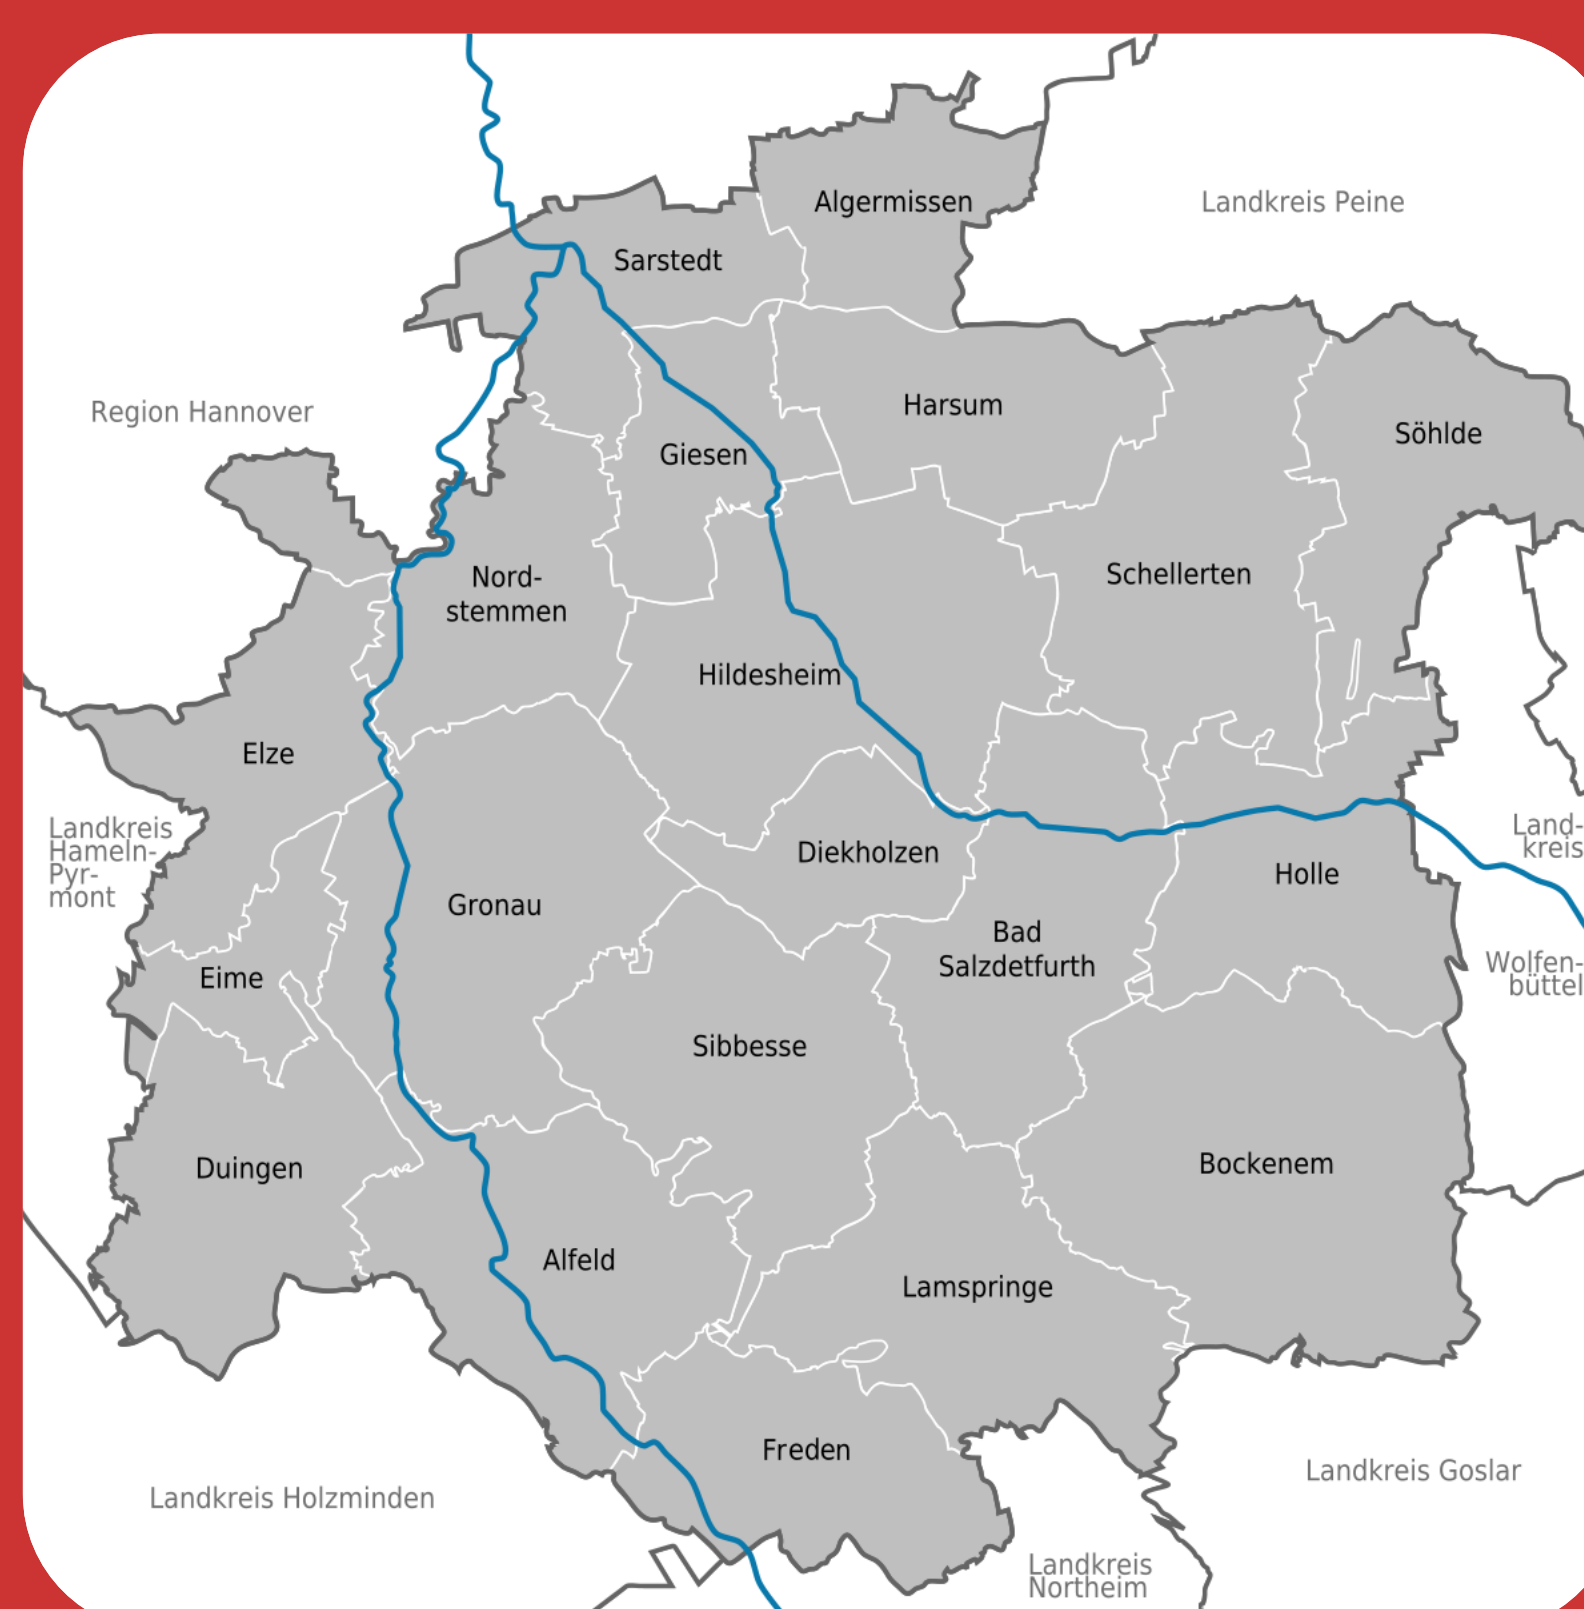 Algermissen
Landkreis Peine
Sarstedt
Region Hannover
Harsum
Söhlde
Giesen
Nord-
stemmen
Schellerten
Hildesheim
Elze
Landkreis
Hameln-
Pyr-
mont
Land-
kreis
Diekholzen
Holle
Gronau
Bad
Salzdetfurth
Wolfen-
büttel
Eime
Sibbesse
Duingen
Bockenem
Alfeld
Lamspringe
Freden
Landkreis Goslar
Landkreis Holzminden
Landkreis
Northeim